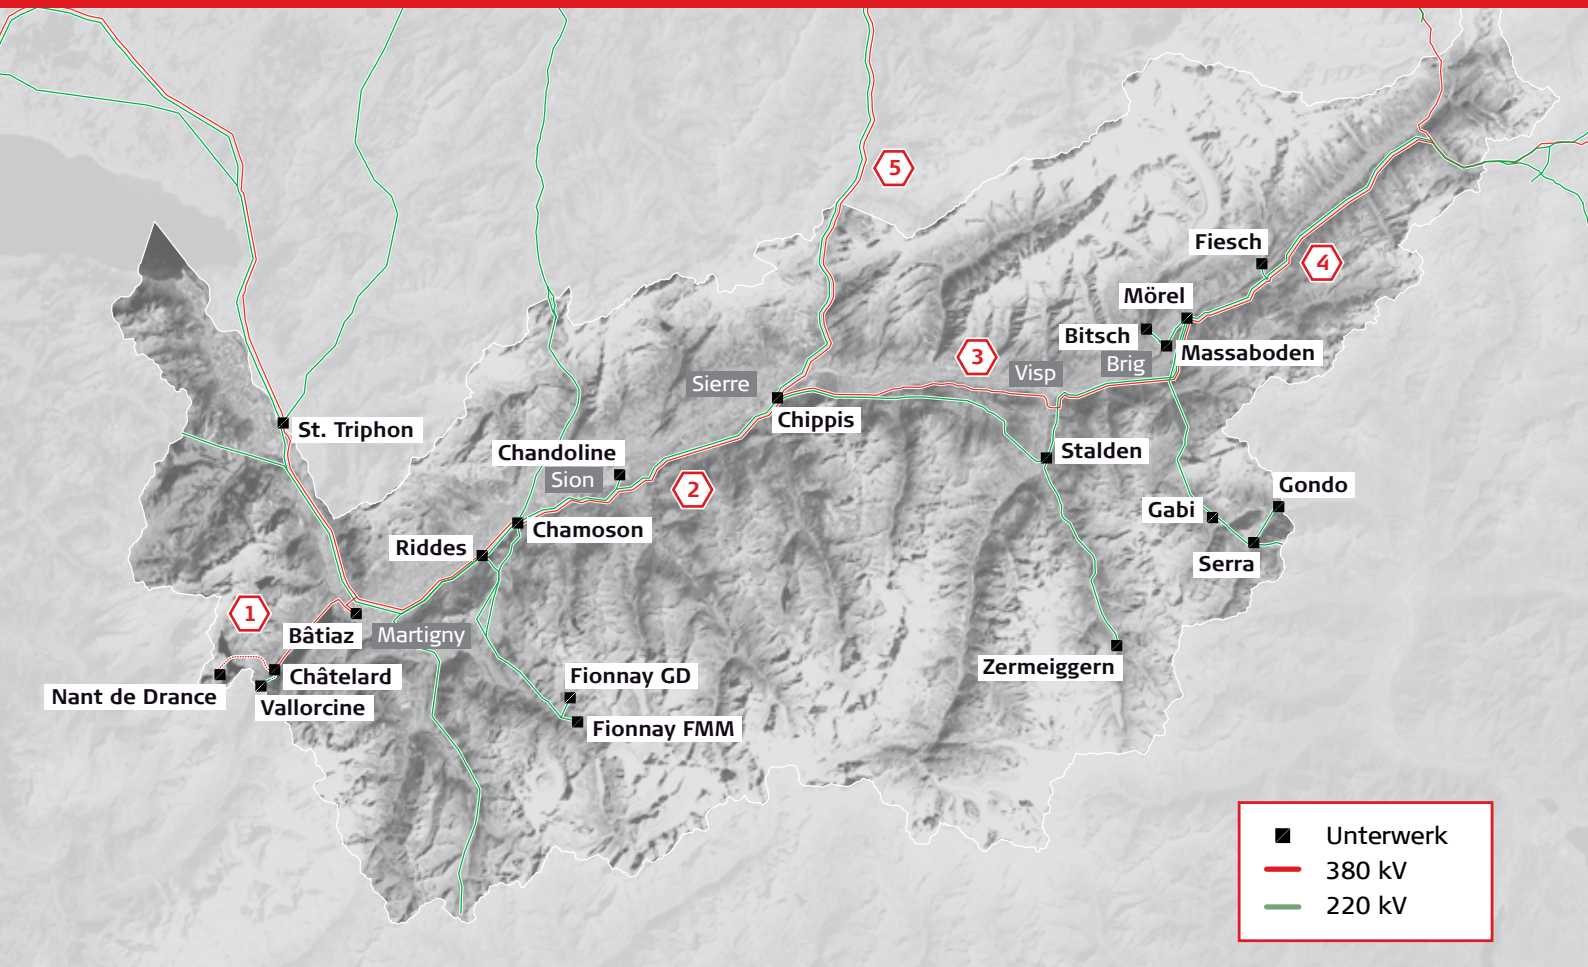 5
Fiesch
4
Mörel
Bitsch
Massaboden
3
Brig
Visp
Sierre
Chippis
St. Triphon
Chandoline
Sion
Stalden
2
Gondo
Gabi
Chamoson
Riddes
Serra
1
Bâtiaz
Martigny
Zermeiggern
Châtelard
Fionnay GD
Nant de Drance
Vallorcine
Fionnay FMM
Unterwerk
380 kV
220 kV